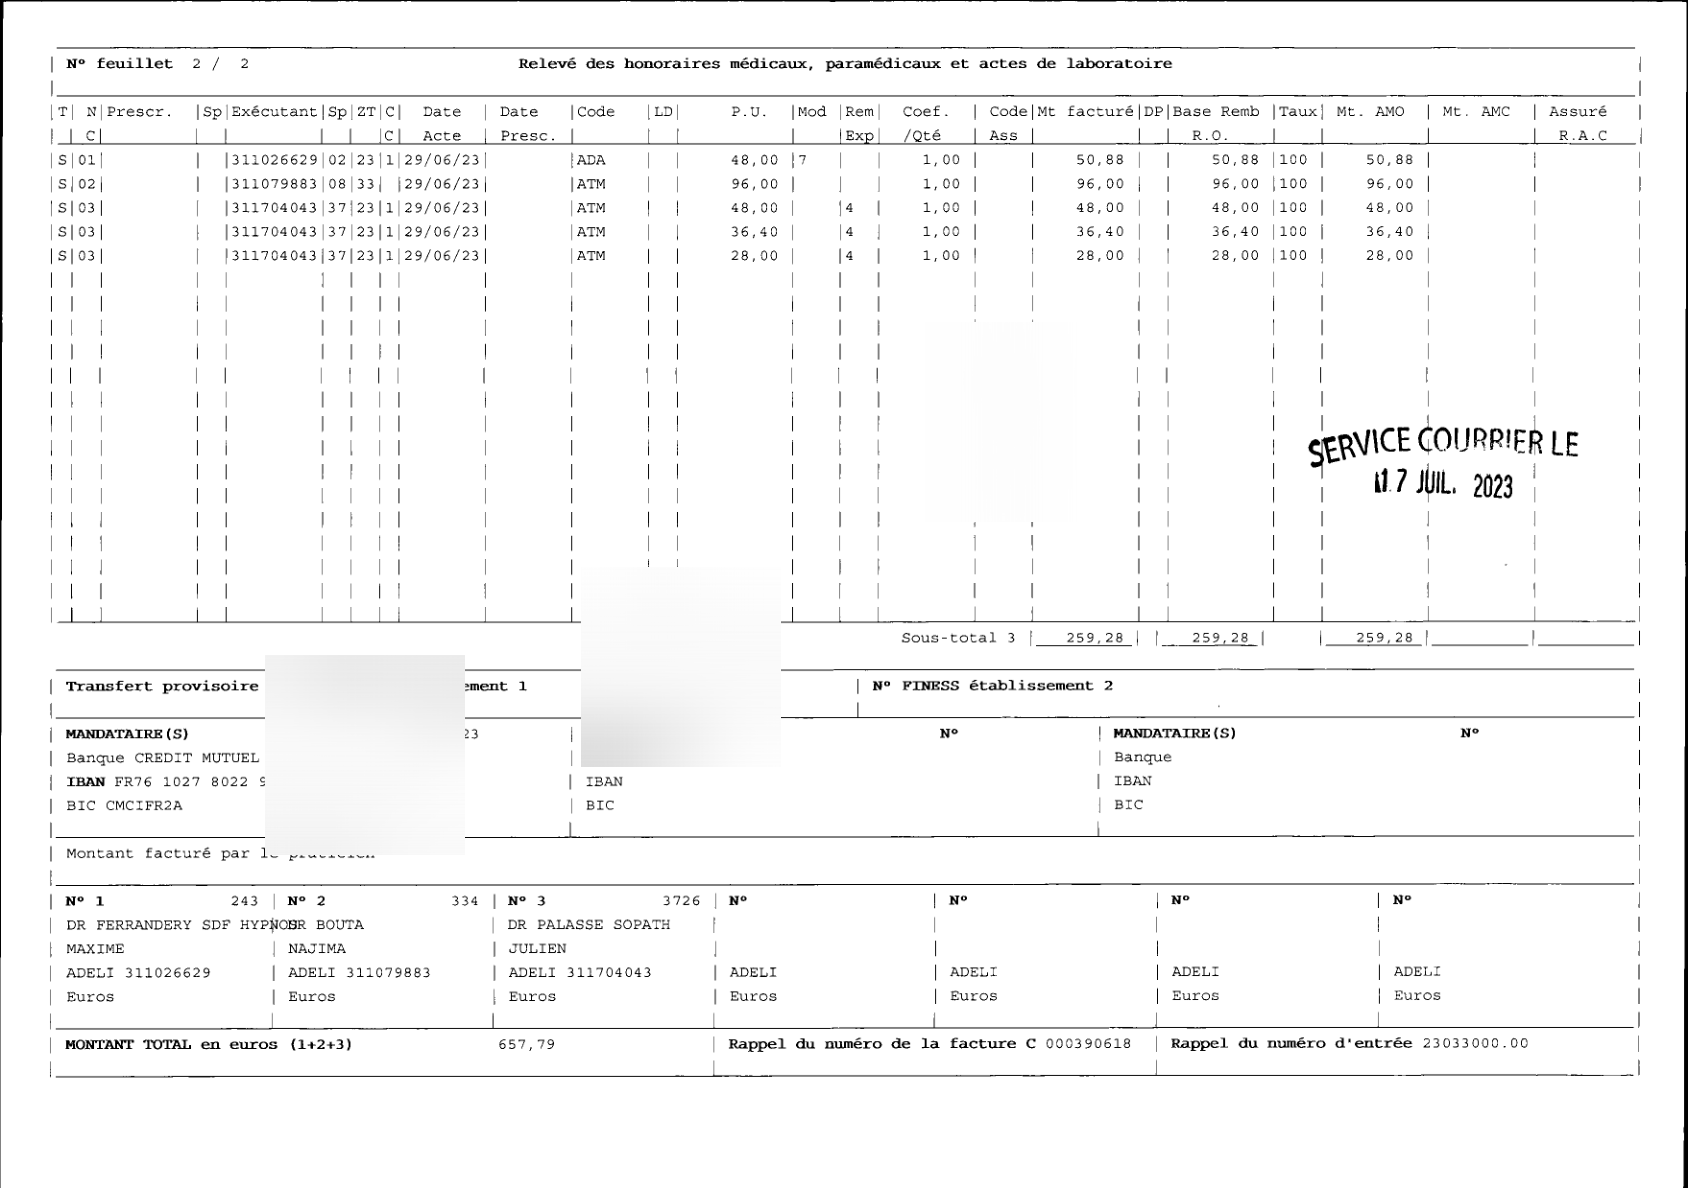 N° feuillet 2 / 2 Relevé des honoraires médicaux, paramédicaux et actes de laboratoire
T N Prescr. Sp Exécutant Sp ZT C Date Date Code LD P.U. Mod Rem Coef. Code Mt facturé DP Base Remb Taux Mt. AMO Mt. AMC Assuré
C C Acte Presc. Exp /Qté Ass R.O. R.A.C
S 01 311026629 02 23 1 29/06/23 ADA 48,00 7 1,00 50,88 50,88 100 50,88
S 02 311079883 08 33 29/06/23 ATM 96,00 1,00 96,00 96,00 100 96,00
S 03 311704043 37 23 1 29/06/23 ATM 48,00 4 1,00 48,00 48,00 100 48,00
S 03 311704043 37 23 1 29/06/23 ATM 36,40 4 1,00 36,40 36,40 100 36,40
S 03 311704043 37 23 1 29/06/23 ATM 28,00 4 1,00 28,00 28,00 100 28,00
SERVICE COURRIER LE
17 JUIL. 2023
Sous-total 3 259,28 259,28 259,28
Transfert provisoire ement 1 N° FINESS établissement 2
MANDATAIRE(S) 23 N° MANDATAIRE(S) N°
Banque CREDIT MUTUEL Banque
IBAN FR76 1027 8022 9 IBAN IBAN
BIC CMCIFR2A BIC BIC
Montant facturé par le praticien
N° 1 243 N° 2 334 N° 3 3726 N° N° N° N°
DR FERRANDERY SDF HYPNOS DR BOUTA DR PALASSE SOPATH
MAXIME NAJIMA JULIEN
ADELI 311026629 ADELI 311079883 ADELI 311704043 ADELI ADELI ADELI ADELI
Euros Euros Euros Euros Euros Euros Euros
MONTANT TOTAL en euros (1+2+3) 657,79 Rappel du numéro de la facture C 000390618 Rappel du numéro d'entrée 23033000.00